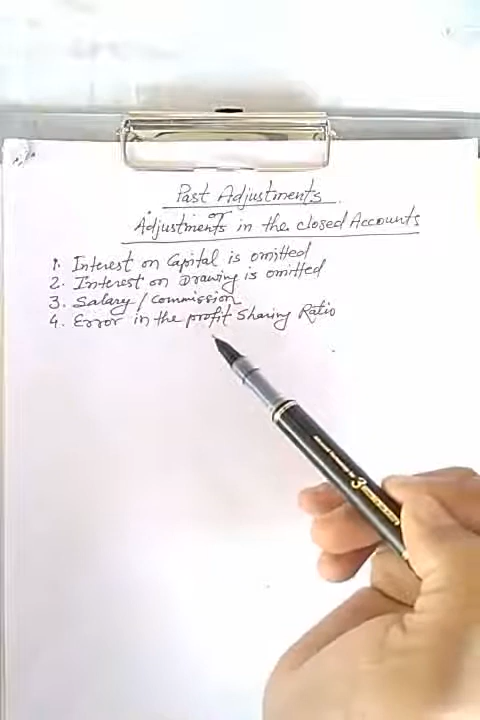 Past Adjustments
or
Adjustments in the closed Accounts
1. Interest on Capital is omitted
2. Interest on Drawing is omitted
3. Salary / Commission
4. Error in the profit Sharing Ratio
3